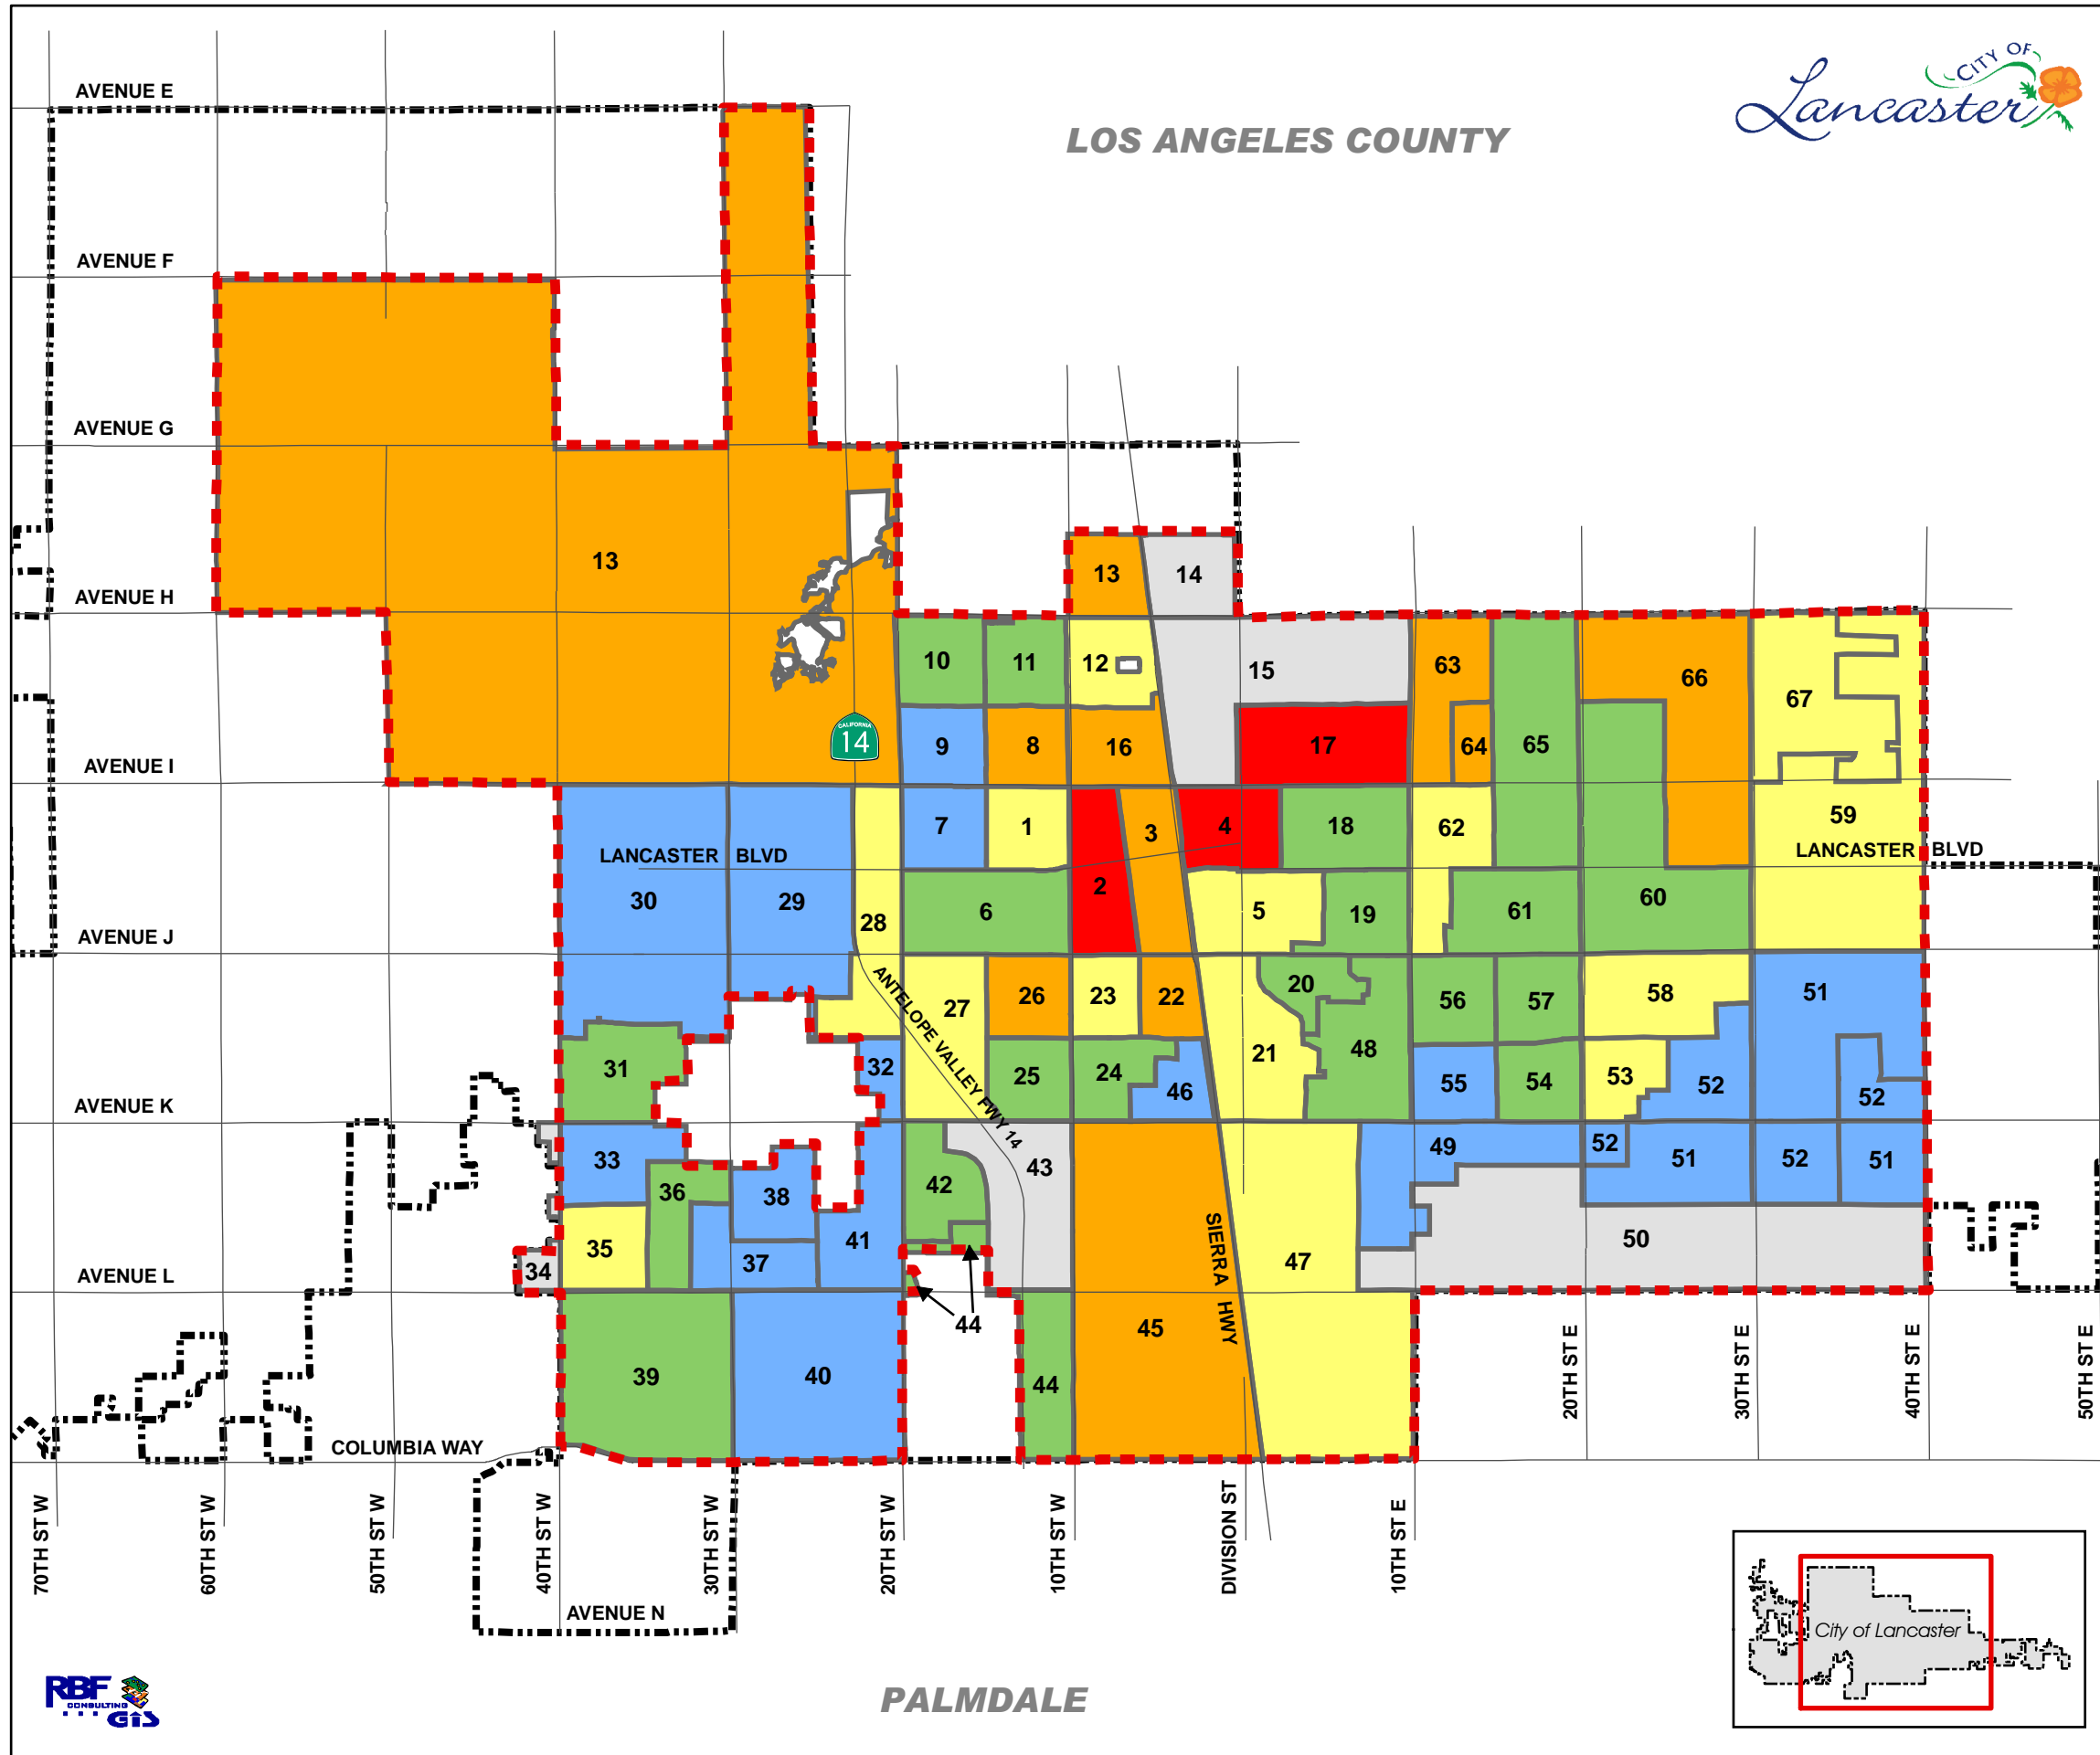 CITY OF
Lancaster
LOS ANGELES COUNTY
AVENUE E
AVENUE F
AVENUE G
AVENUE H
AVENUE I
AVENUE J
AVENUE K
AVENUE L
COLUMBIA WAY
AVENUE N
13
13
14
10
11
12
15
63
66
67
CALIFORNIA
14
9
8
16
17
64
65
7
1
3
4
18
62
59
LANCASTER BLVD
LANCASTER BLVD
30
29
28
6
2
5
19
61
60
ANTELOPE VALLEY FWY 14
27
26
23
22
20
56
57
58
51
31
32
25
24
46
21
48
55
54
53
52
52
33
36
38
42
43
49
52
51
52
51
35
37
41
34
47
50
SIERRA HWY
44
45
39
40
44
70TH ST W
60TH ST W
50TH ST W
40TH ST W
30TH ST W
20TH ST W
10TH ST W
DIVISION ST
10TH ST E
20TH ST E
30TH ST E
40TH ST E
50TH ST E
PALMDALE
RBF
CONSULTING
GIS
City of Lancaster